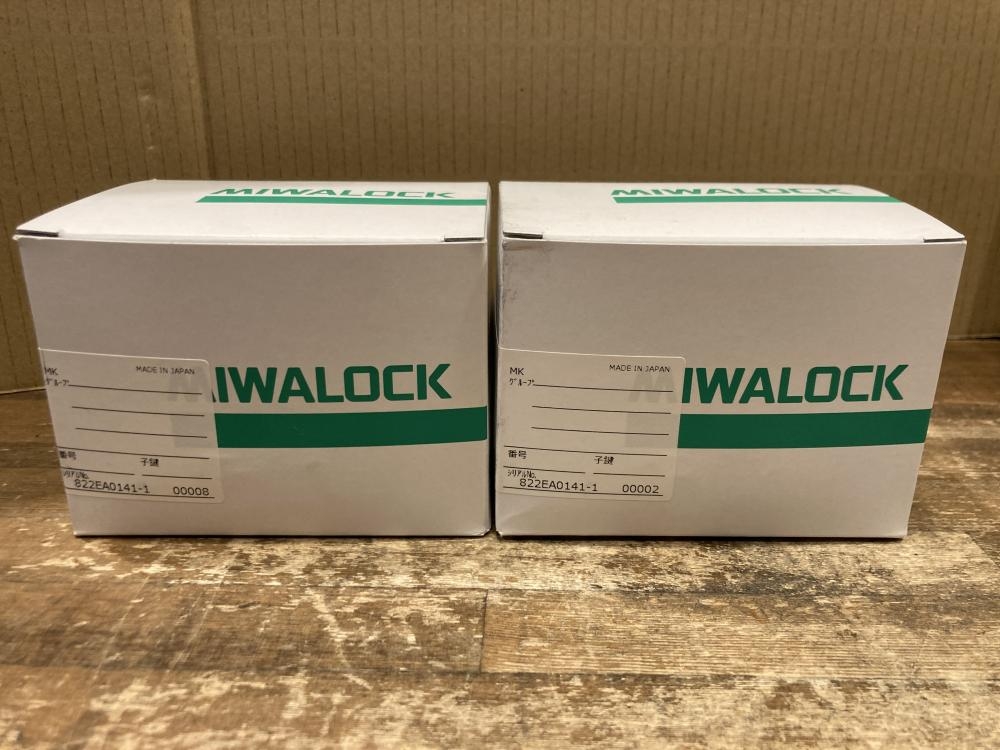 MIWALOCK
MIWALOCK
MIWALOCK
MK
MADE IN JAPAN
グループ
番号
子鍵
シリアルNo.
822EA0141-1 00008
MIWALOCK
MK
MADE IN JAPAN
グループ
番号
子鍵
シリアルNo.
822EA0141-1 00002